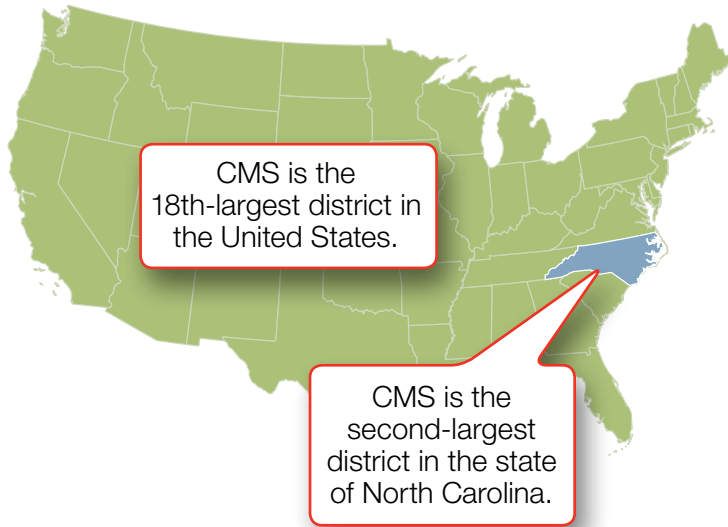 CMS is the
18th-largest district in
the United States.
CMS is the
second-largest
district in the state
of North Carolina.